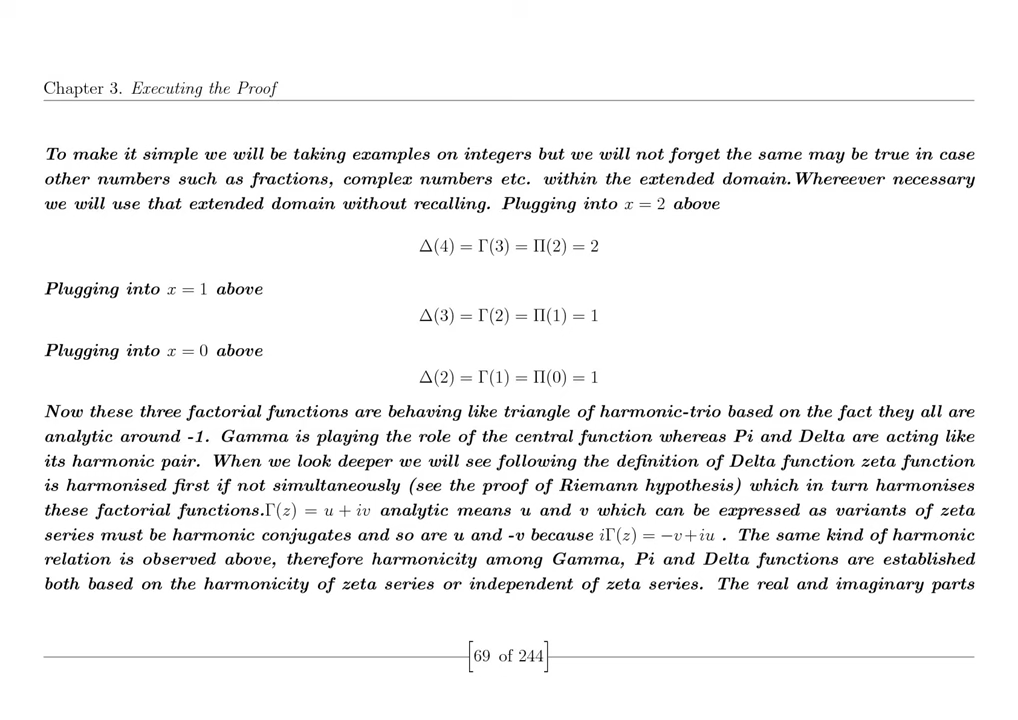 Chapter 3. Executing the Proof
To make it simple we will be taking examples on integers but we will not forget the same may be true in case
other numbers such as fractions, complex numbers etc. within the extended domain. Whereever necessary
we will use that extended domain without recalling. Plugging into x = 2 above
Δ(4) = Γ(3) = Π(2) = 2
Plugging into x = 1 above
Δ(3) = Γ(2) = Π(1) = 1
Plugging into x = 0 above
Δ(2) = Γ(1) = Π(0) = 1
Now these three factorial functions are behaving like triangle of harmonic-trio based on the fact they all are
analytic around -1. Gamma is playing the role of the central function whereas Pi and Delta are acting like
its harmonic pair. When we look deeper we will see following the definition of Delta function zeta function
is harmonised first if not simultaneously (see the proof of Riemann hypothesis) which in turn harmonises
these factorial functions.Γ(z) = u + iv analytic means u and v which can be expressed as variants of zeta
series must be harmonic conjugates and so are u and -v because iΓ(z) = −v+iu . The same kind of harmonic
relation is observed above, therefore harmonicity among Gamma, Pi and Delta functions are established
both based on the harmonicity of zeta series or independent of zeta series. The real and imaginary parts
[69 of 244]